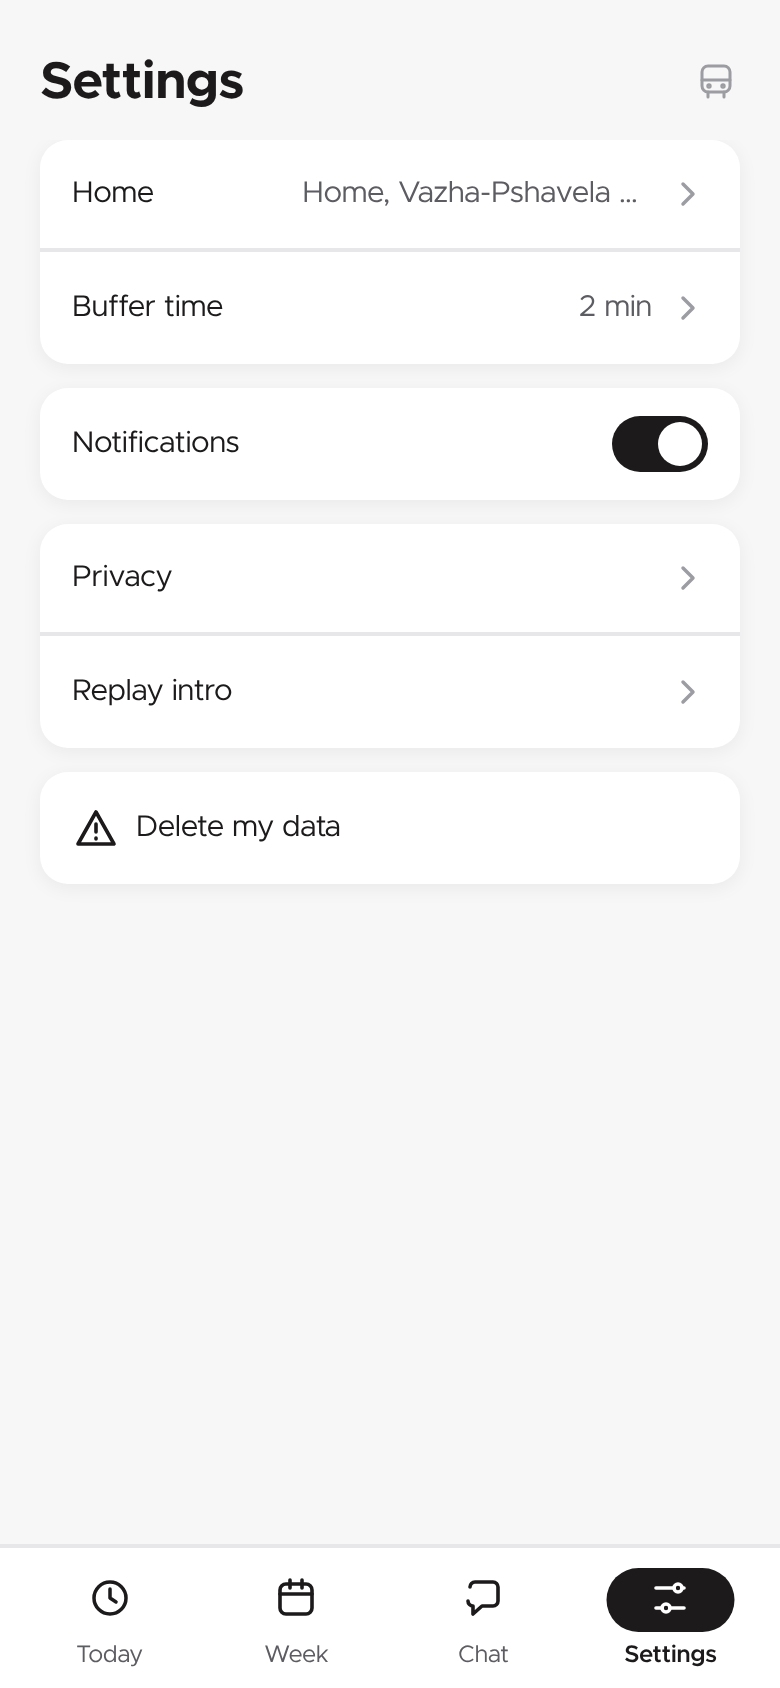 Settings
Home
Home, Vazha-Pshavela ...
Buffer time
2 min
Notifications
Privacy
Replay intro
Delete my data
Today
Week
Chat
Settings